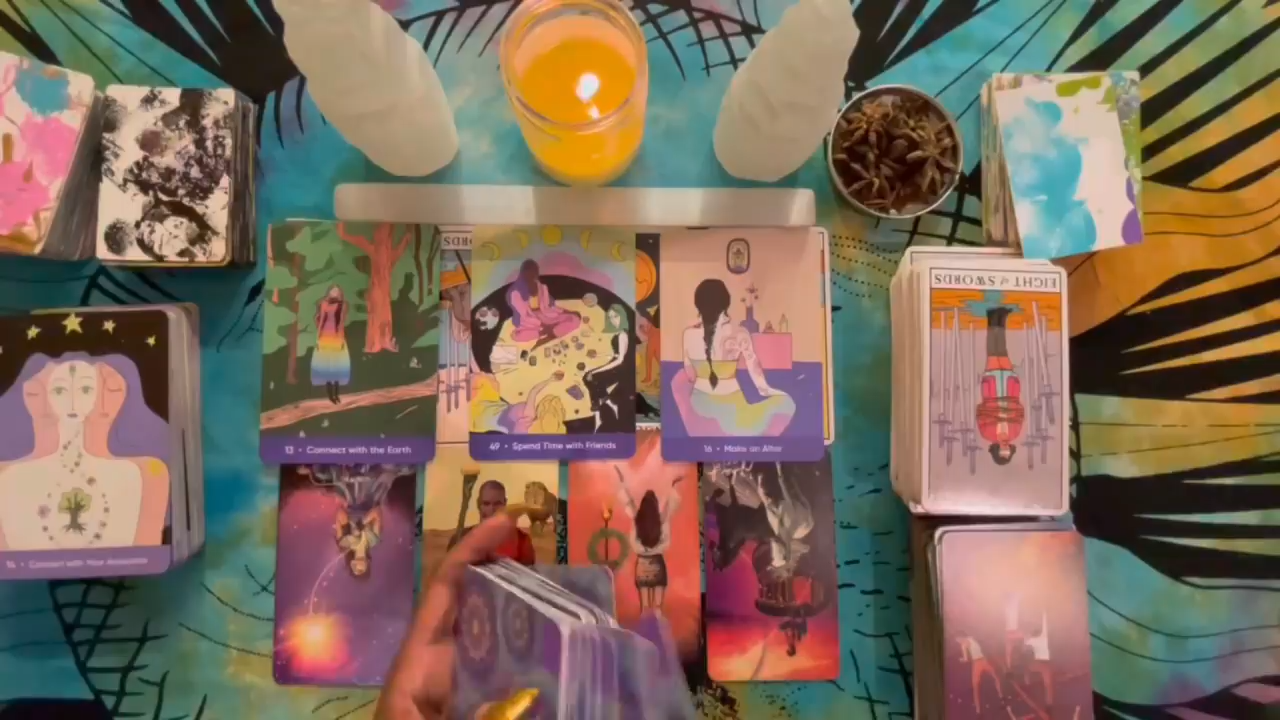 EIGHT of SWORDS
ORDS
13 • Connect with the Earth
49 • Spend Time with Friends
16 • Make an Altar
Connect with Your Ancestors